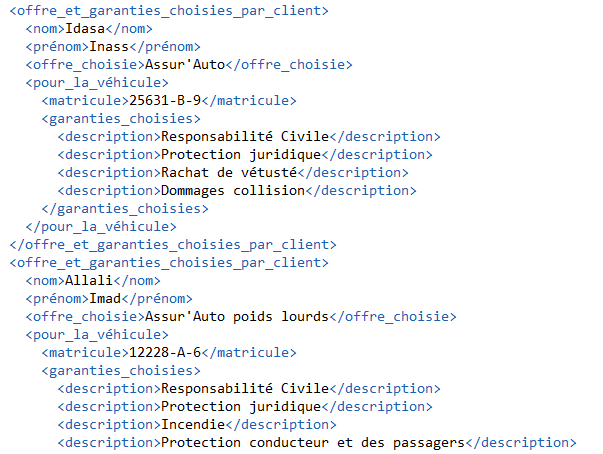 <offre_et_garanties_choisies_par_client>
<nom>Idasa</nom>
<prénom>Inass</prénom>
<offre_choisie>Assur'Auto</offre_choisie>
<pour_la_véhicule>
<matricule>25631-B-9</matricule>
<garanties_choisies>
<description>Responsabilité Civile</description>
<description>Protection juridique</description>
<description>Rachat de vétusté</description>
<description>Dommages collision</description>
</garanties_choisies>
</pour_la_véhicule>
</offre_et_garanties_choisies_par_client>
<offre_et_garanties_choisies_par_client>
<nom>Allali</nom>
<prénom>Imad</prénom>
<offre_choisie>Assur'Auto poids lourds</offre_choisie>
<pour_la_véhicule>
<matricule>12228-A-6</matricule>
<garanties_choisies>
<description>Responsabilité Civile</description>
<description>Protection juridique</description>
<description>Incendie</description>
<description>Protection conducteur et des passagers</description>